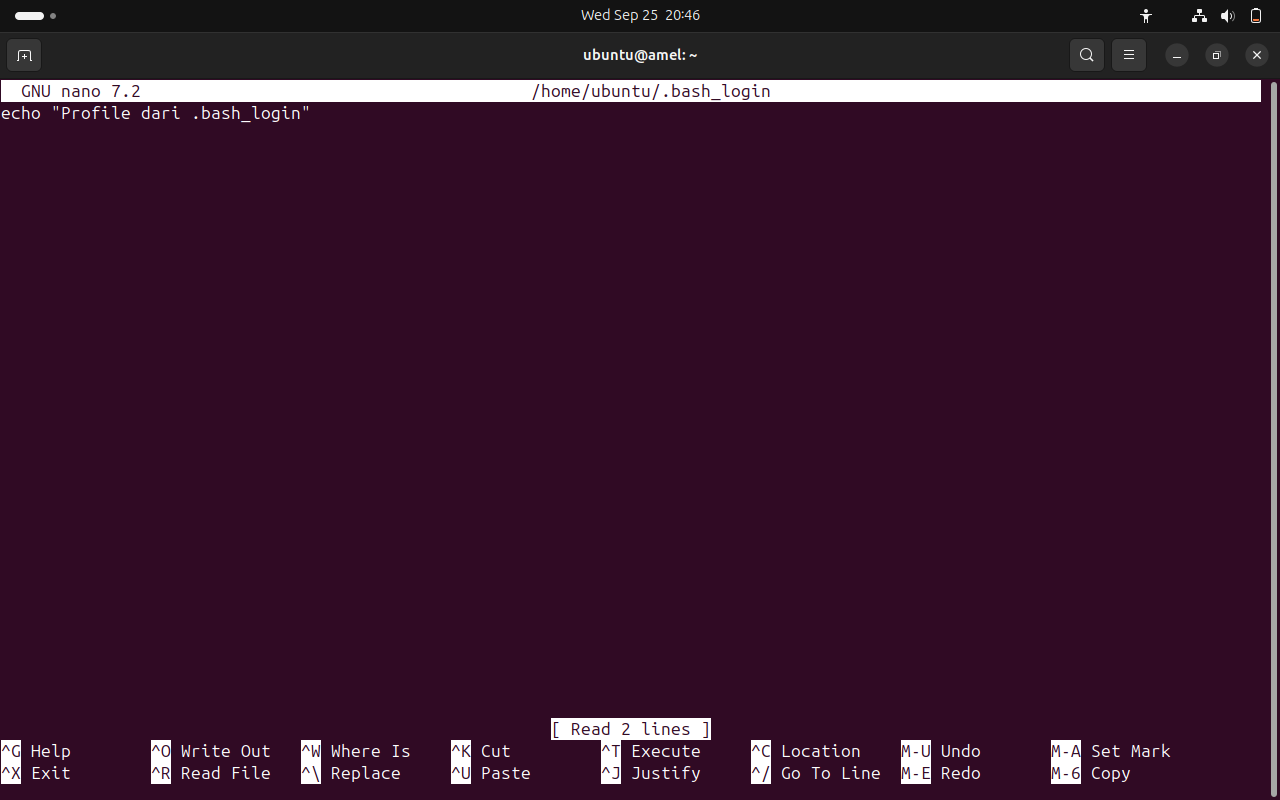 Wed Sep 25 20:46
ubuntu@amel: ~
GNU nano 7.2 /home/ubuntu/.bash_login
echo "Profile dari .bash_login"
[ Read 2 lines ]
^G Help ^O Write Out ^W Where Is ^K Cut ^T Execute ^C Location M-U Undo M-A Set Mark
^X Exit ^R Read File ^\ Replace ^U Paste ^J Justify ^/ Go To Line M-E Redo M-6 Copy